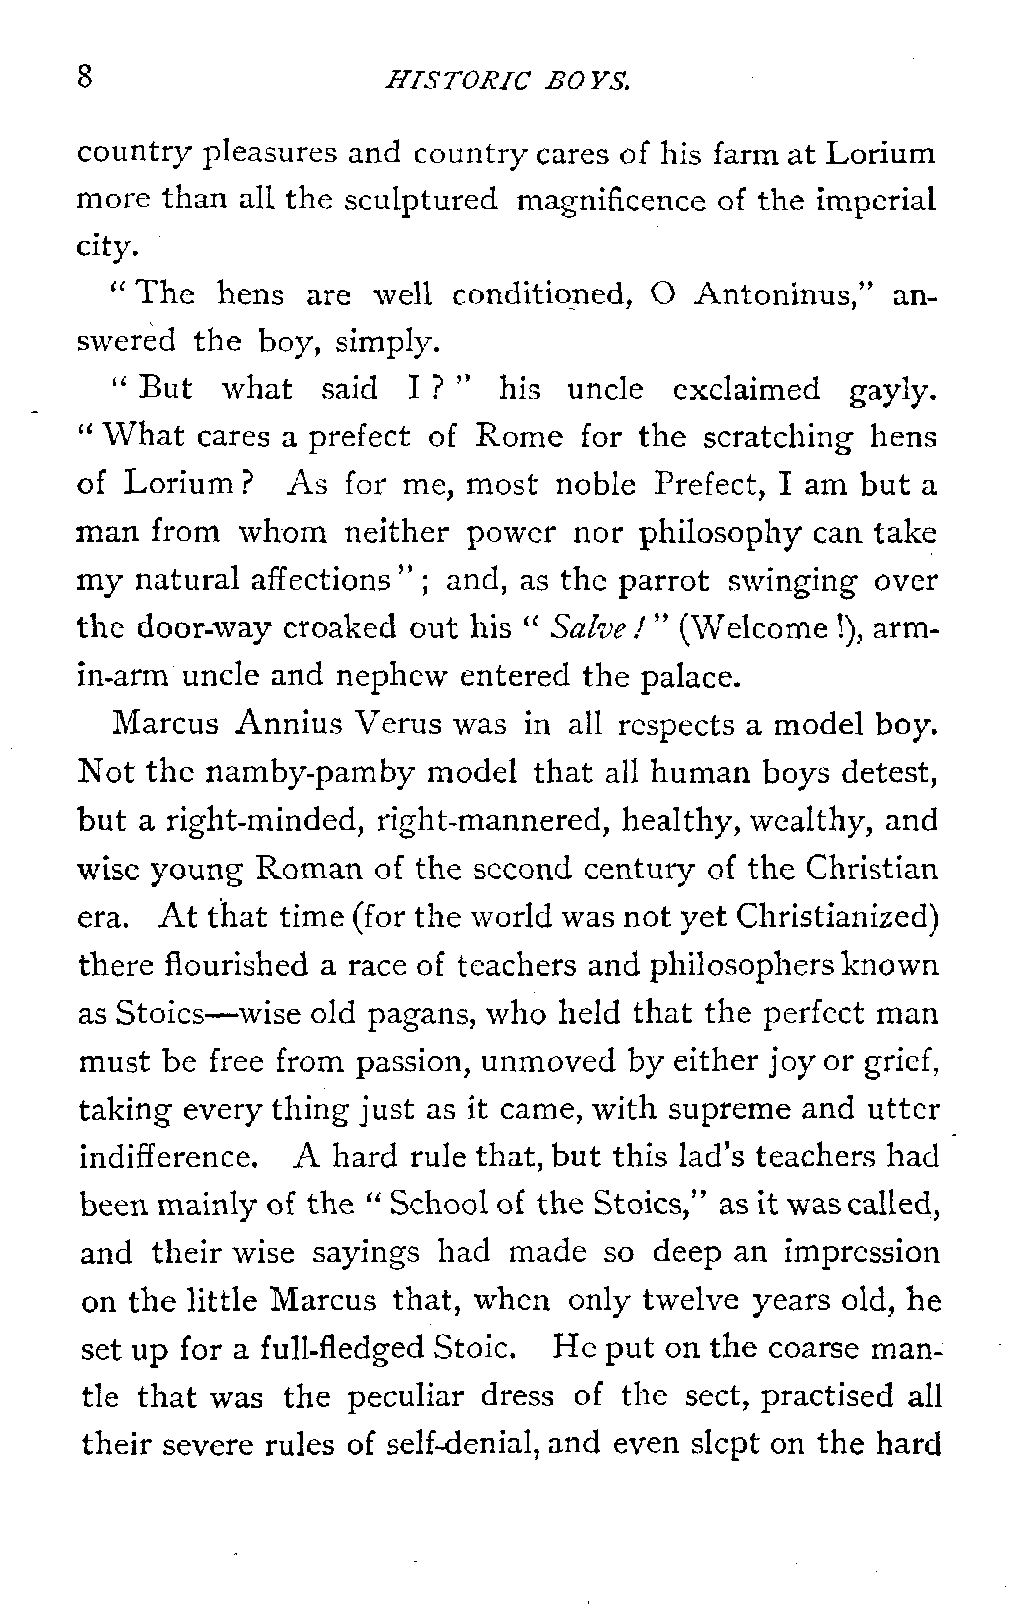 8 HISTORIC BOYS.
country pleasures and country cares of his farm at Lorium
more than all the sculptured magnificence of the imperial
city.
“ The hens are well conditioned, O Antoninus,” an-
swered the boy, simply.
“ But what said I ? ” his uncle exclaimed gayly.
“ What cares a prefect of Rome for the scratching hens
of Lorium ? As for me, most noble Prefect, I am but a
man from whom neither power nor philosophy can take
my natural affections ” ; and, as the parrot swinging over
the door-way croaked out his “ Salve ! ” (Welcome !), arm-
in-arm uncle and nephew entered the palace.
Marcus Annius Verus was in all respects a model boy.
Not the namby-pamby model that all human boys detest,
but a right-minded, right-mannered, healthy, wealthy, and
wise young Roman of the second century of the Christian
era. At that time (for the world was not yet Christianized)
there flourished a race of teachers and philosophers known
as Stoics—wise old pagans, who held that the perfect man
must be free from passion, unmoved by either joy or grief,
taking every thing just as it came, with supreme and utter
indifference. A hard rule that, but this lad’s teachers had
been mainly of the “ School of the Stoics,” as it was called,
and their wise sayings had made so deep an impression
on the little Marcus that, when only twelve years old, he
set up for a full-fledged Stoic. He put on the coarse man-
tle that was the peculiar dress of the sect, practised all
their severe rules of self-denial, and even slept on the hard